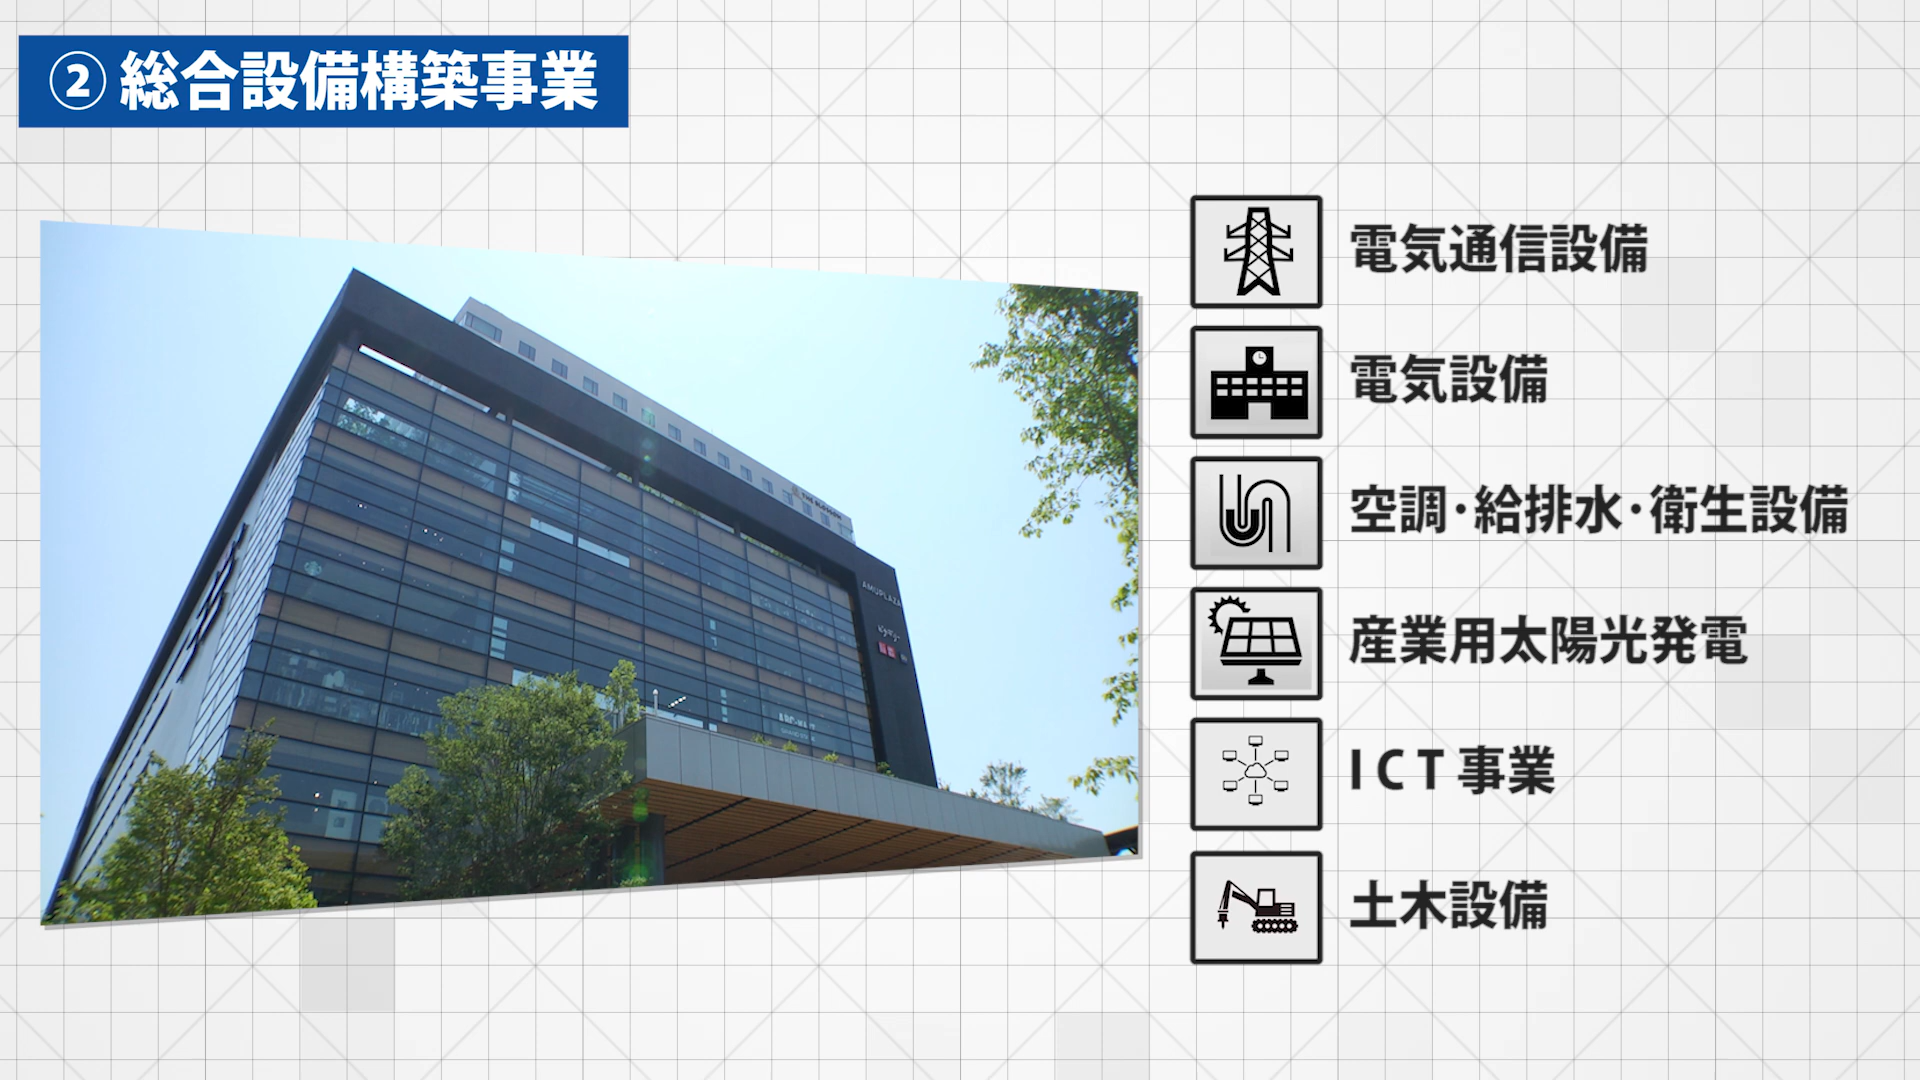 ② 総合設備構築事業
電気通信設備
電気設備
空調･給排水･衛生設備
産業用太陽光発電
ICT事業
土木設備
THE BLOSSOM
AMUPLAZA